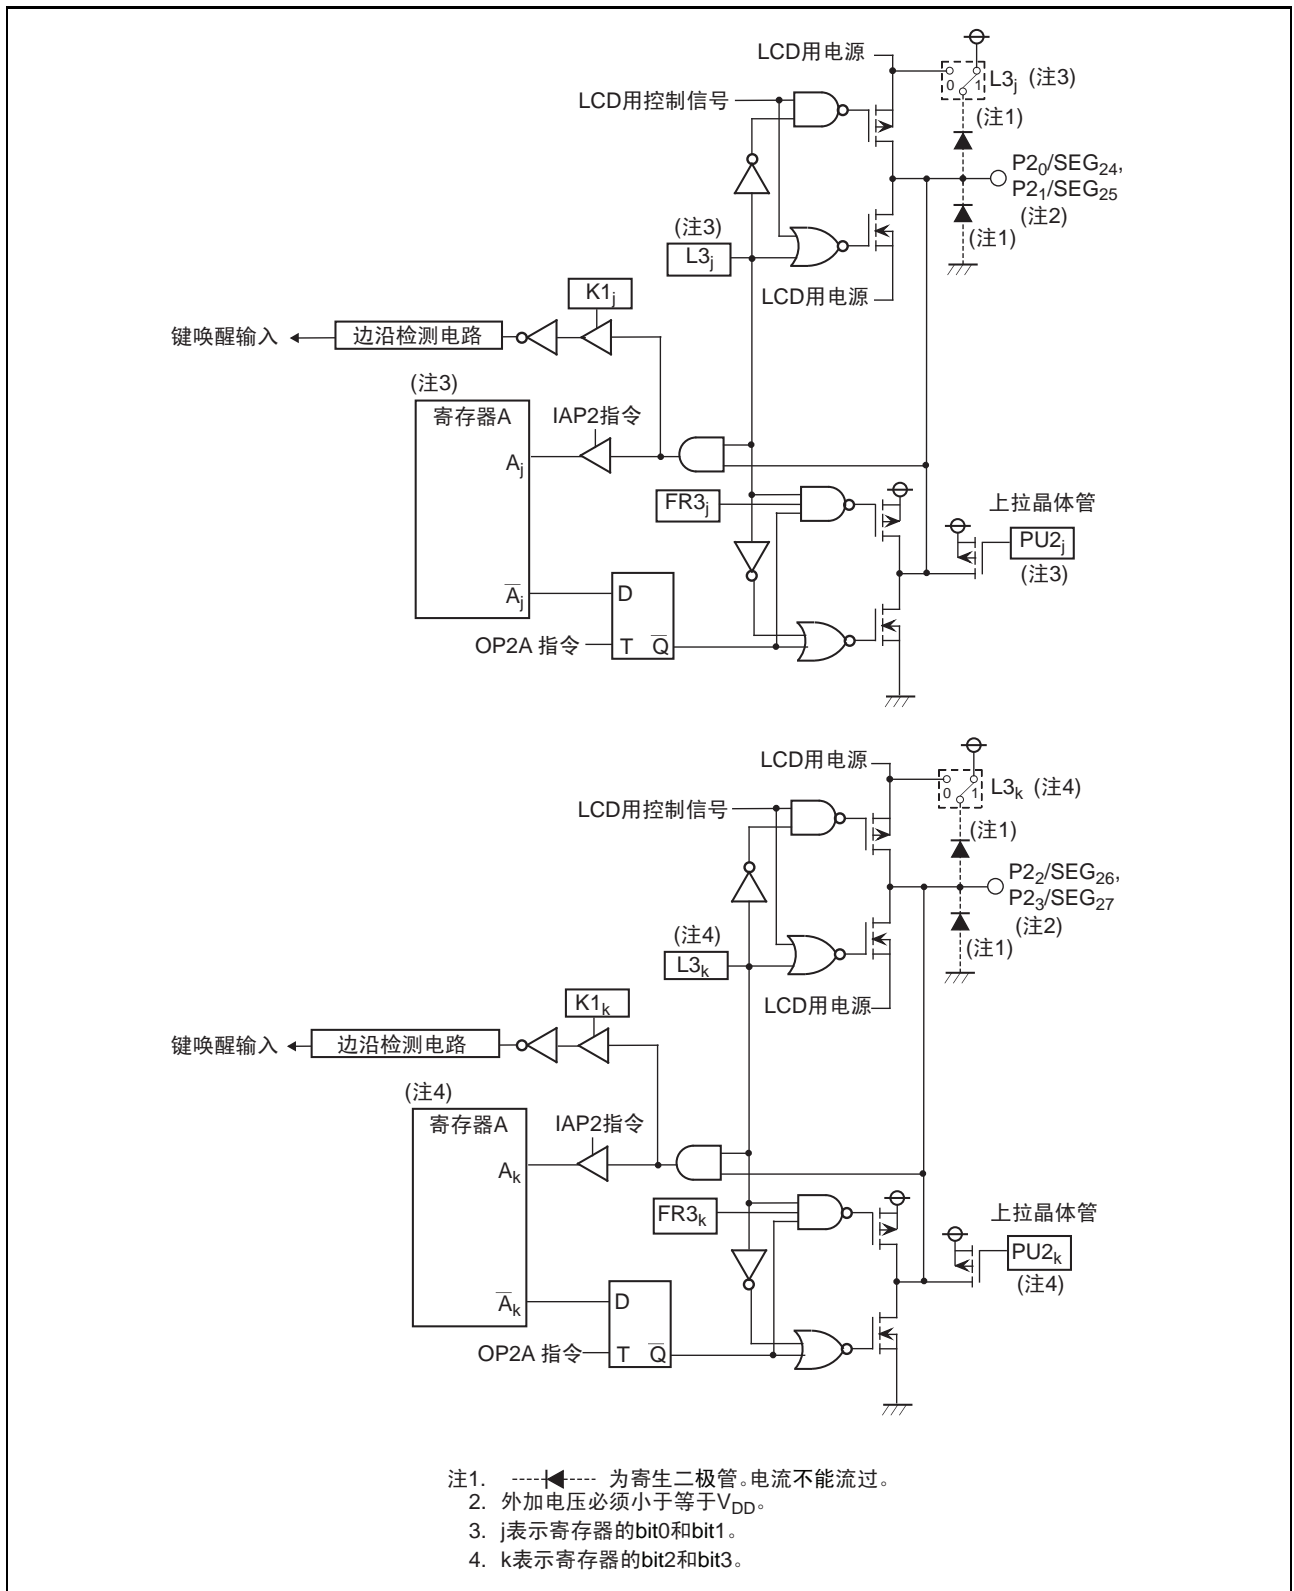 LCD用电源
0 1 L3j (注3)
LCD用控制信号
(注1)
P20/SEG24,
P21/SEG25
(注2)
(注3)
L3j
(注1)
LCD用电源
K1j
键唤醒输入
边沿检测电路
(注3)
寄存器A
IAP2指令
Aj
FR3j
上拉晶体管
PU2j
(注3)
A̅j
D
OP2A 指令
T Q̅
LCD用电源
0 1 L3k (注4)
LCD用控制信号
(注1)
P22/SEG26,
P23/SEG27
(注2)
(注4)
L3k
(注1)
LCD用电源
K1k
键唤醒输入
边沿检测电路
(注4)
寄存器A
IAP2指令
Ak
FR3k
上拉晶体管
PU2k
(注4)
A̅k
D
OP2A 指令
T Q̅
注1. 为寄生二极管。电流不能流过。
2. 外加电压必须小于等于VDD。
3. j表示寄存器的bit0和bit1。
4. k表示寄存器的bit2和bit3。